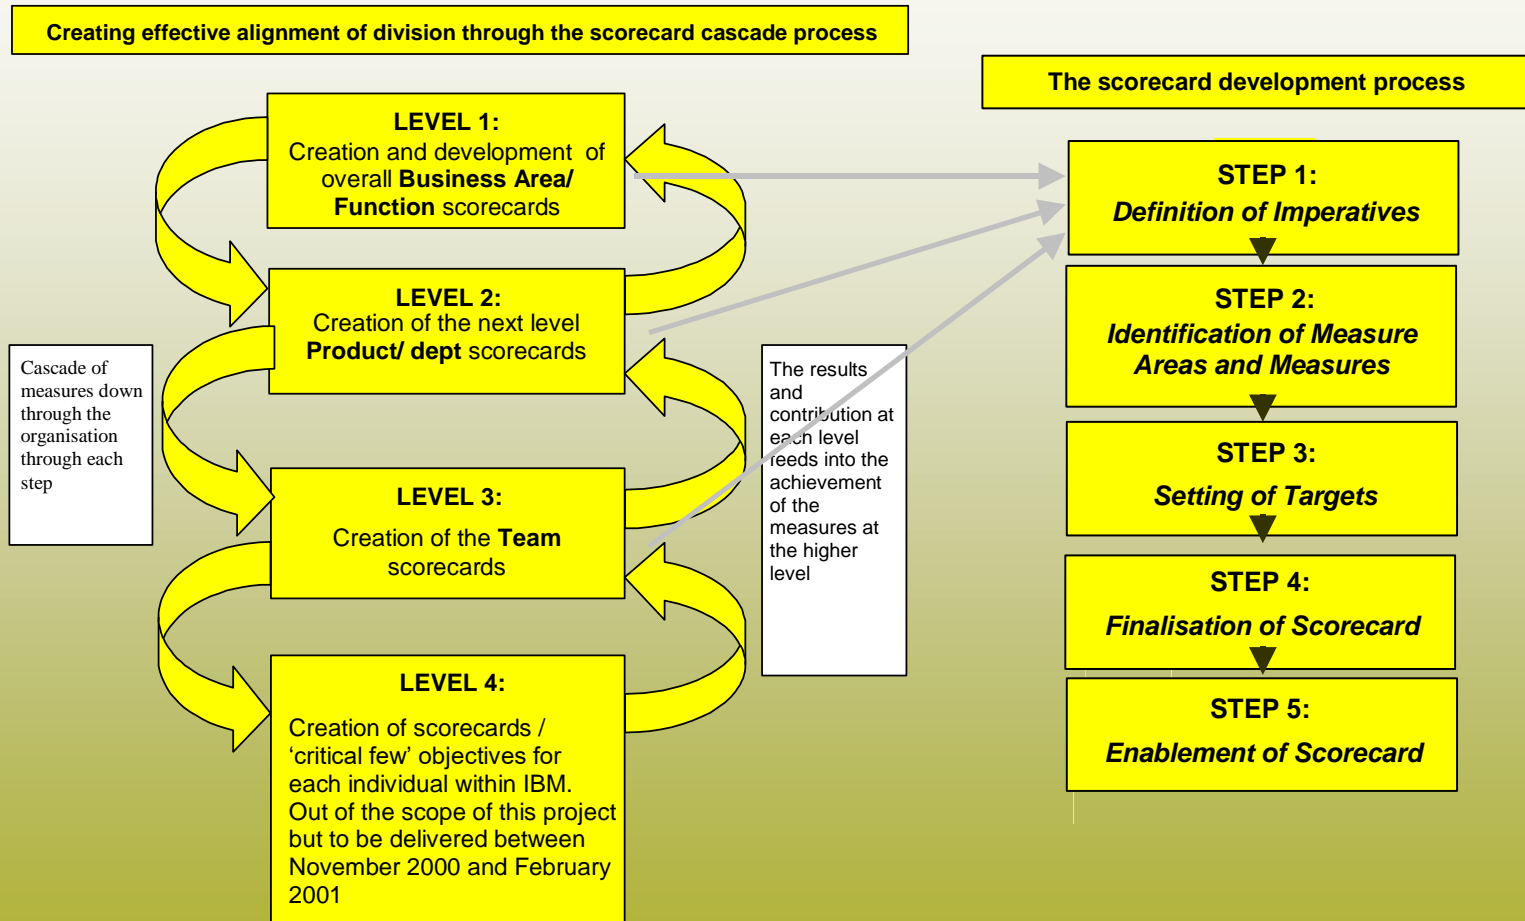 Creating effective alignment of division through the scorecard cascade process
The scorecard development process
LEVEL 1:
Creation and development of
overall Business Area/
Function scorecards
LEVEL 2:
Creation of the next level
Product/ dept scorecards
LEVEL 3:
Creation of the Team
scorecards
LEVEL 4:
Creation of scorecards /
‘critical few’ objectives for
each individual within IBM.
Out of the scope of this project
but to be delivered between
November 2000 and February
2001
Cascade of
measures down
through the
organisation
through each
step
The results
and
contribution at
each level
feeds into the
achievement
of the
measures at
the higher
level
STEP 1:
Definition of Imperatives
STEP 2:
Identification of Measure
Areas and Measures
STEP 3:
Setting of Targets
STEP 4:
Finalisation of Scorecard
STEP 5:
Enablement of Scorecard